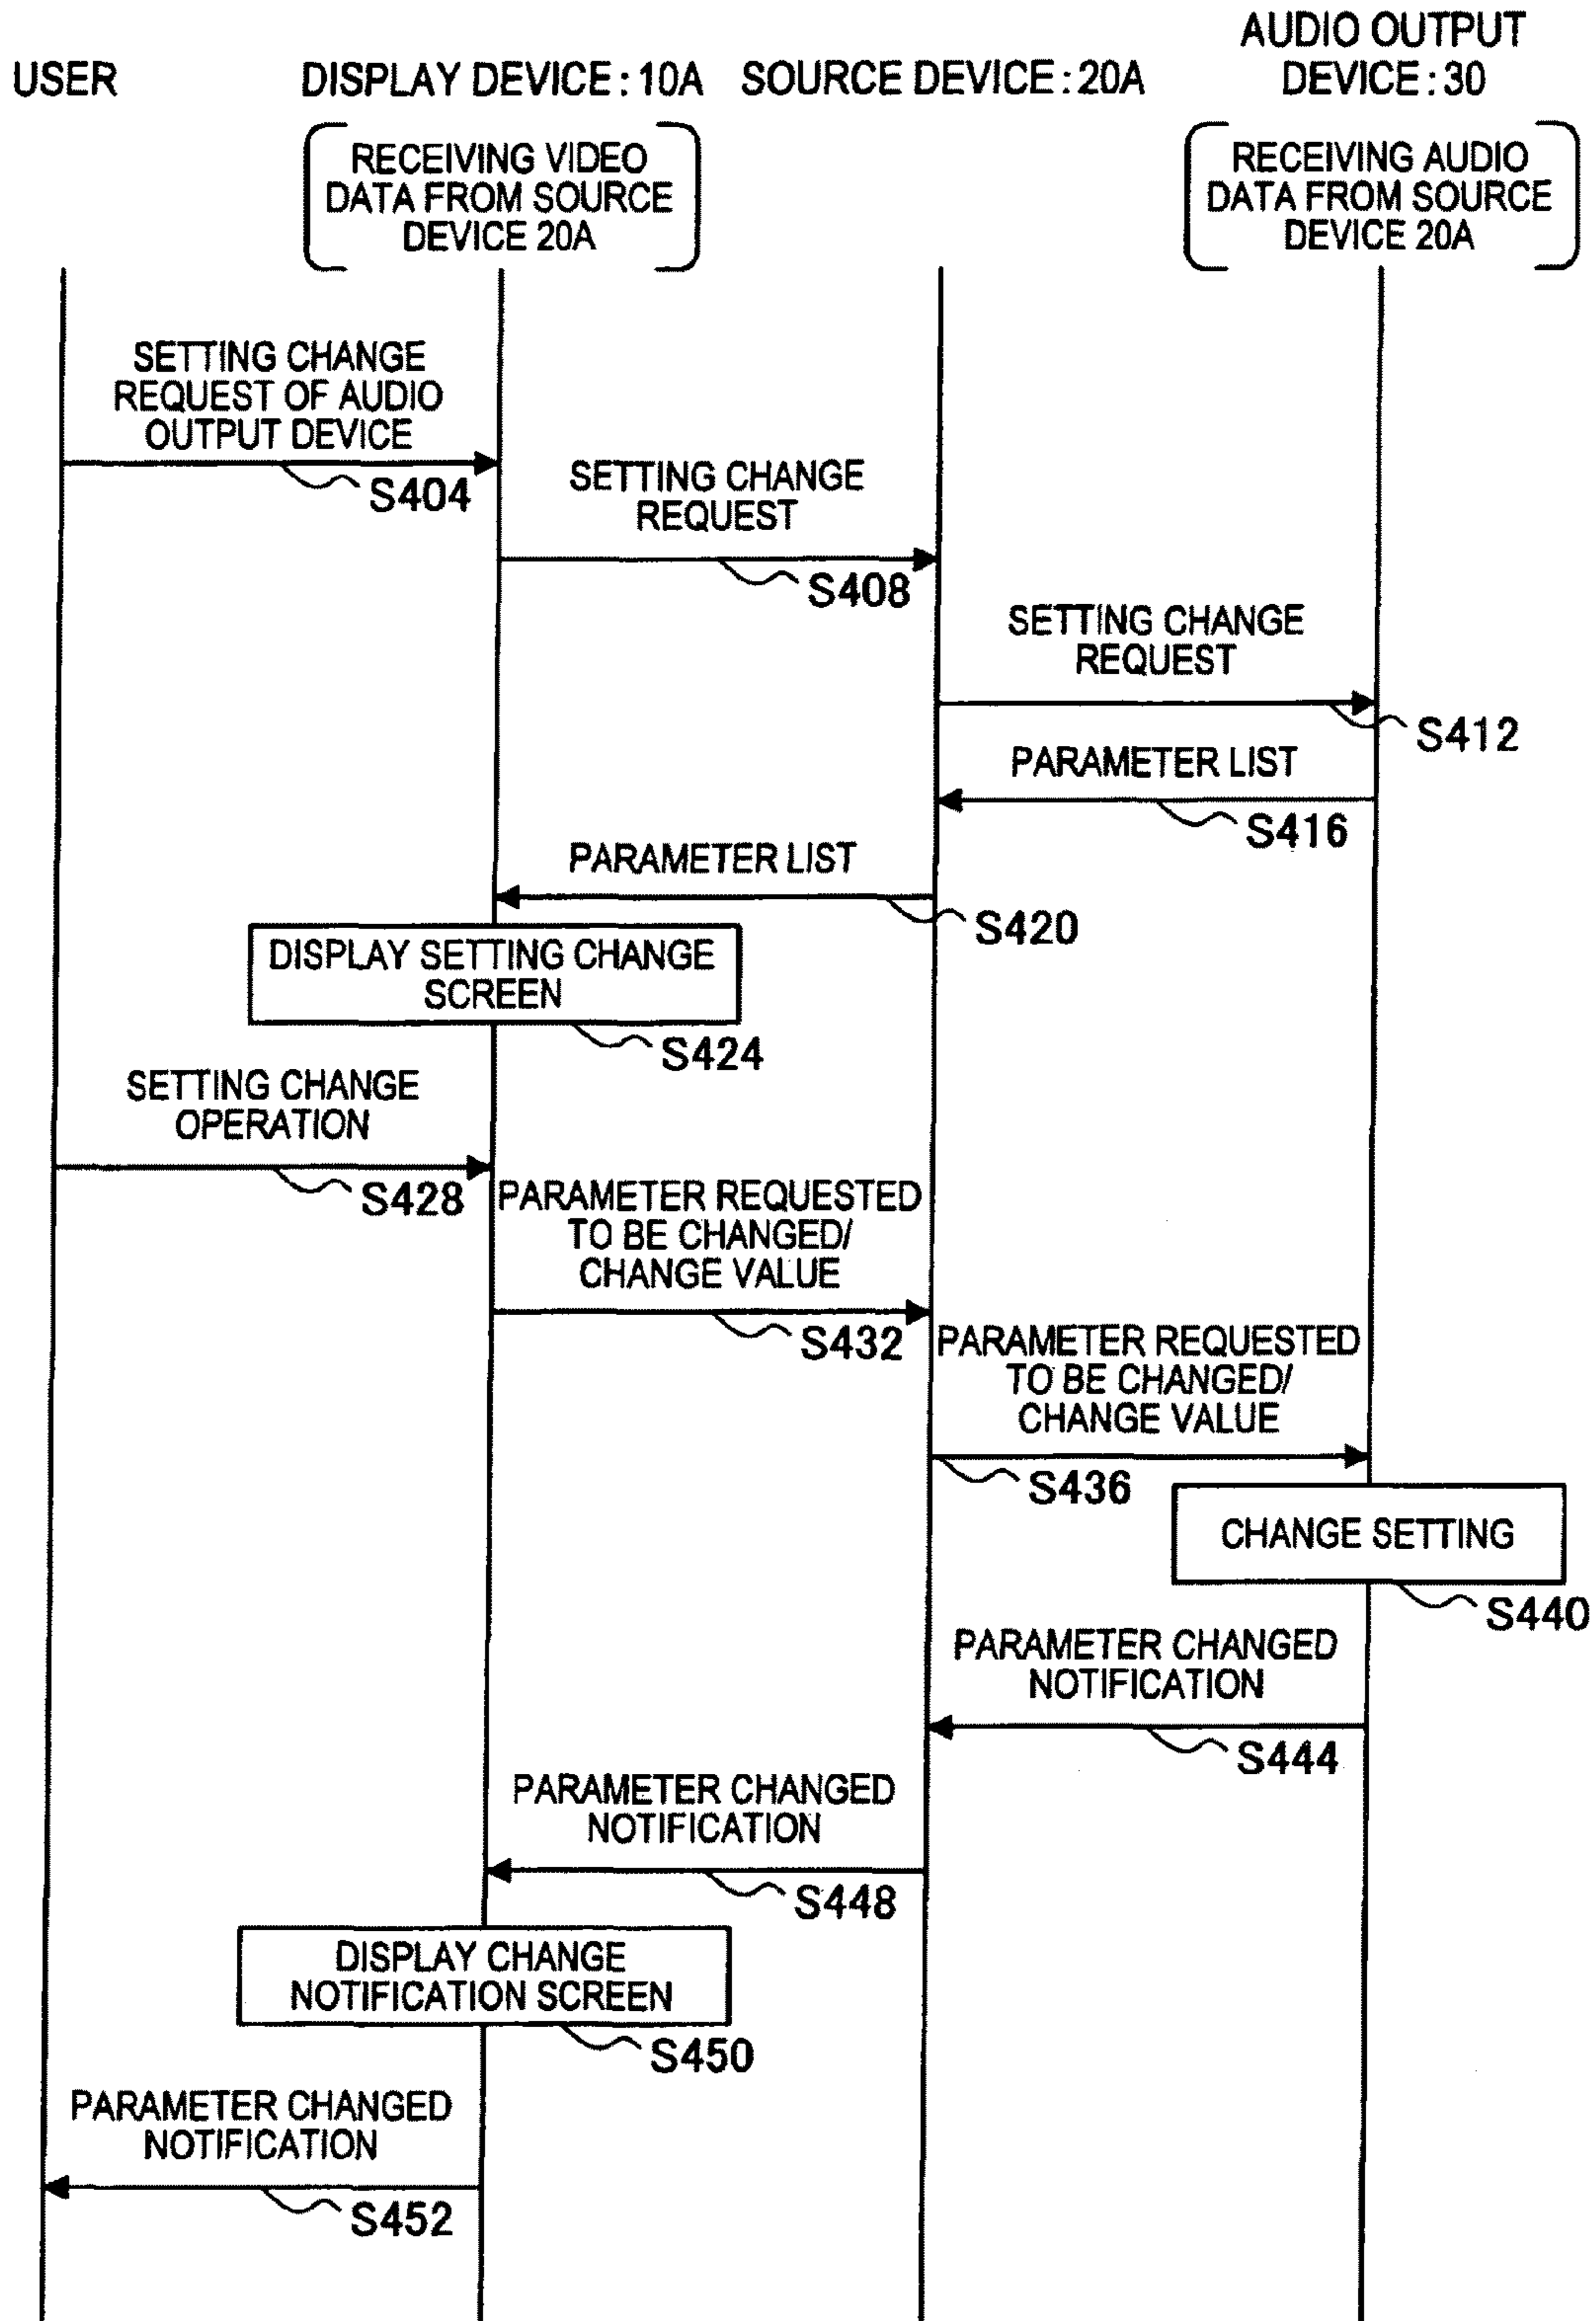 AUDIO OUTPUT
USER
DISPLAY DEVICE : 10A
SOURCE DEVICE : 20A
DEVICE : 30
RECEIVING VIDEO
DATA FROM SOURCE
DEVICE 20A
RECEIVING AUDIO
DATA FROM SOURCE
DEVICE 20A
SETTING CHANGE
REQUEST OF AUDIO
OUTPUT DEVICE
S404
SETTING CHANGE
REQUEST
S408
SETTING CHANGE
REQUEST
S412
PARAMETER LIST
S416
PARAMETER LIST
S420
DISPLAY SETTING CHANGE
SCREEN
S424
SETTING CHANGE
OPERATION
S428
PARAMETER REQUESTED
TO BE CHANGED/
CHANGE VALUE
S432
PARAMETER REQUESTED
TO BE CHANGED/
CHANGE VALUE
S436
CHANGE SETTING
S440
PARAMETER CHANGED
NOTIFICATION
S444
PARAMETER CHANGED
NOTIFICATION
S448
DISPLAY CHANGE
NOTIFICATION SCREEN
S450
PARAMETER CHANGED
NOTIFICATION
S452